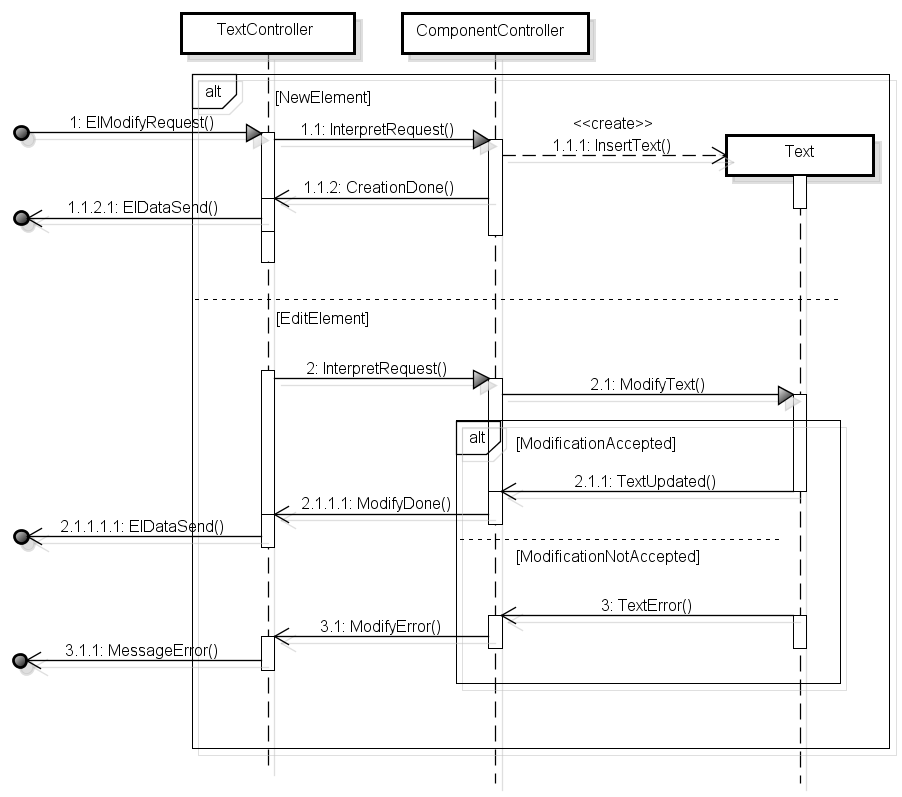 TextController
ComponentController
alt
[NewElement]
1: ElModifyRequest()
1.1: InterpretRequest()
<<create>>
1.1.1: InsertText()
Text
1.1.2: CreationDone()
1.1.2.1: ElDataSend()
[EditElement]
2: InterpretRequest()
2.1: ModifyText()
alt
[ModificationAccepted]
2.1.1: TextUpdated()
2.1.1.1: ModifyDone()
2.1.1.1.1: ElDataSend()
[ModificationNotAccepted]
3: TextError()
3.1: ModifyError()
3.1.1: MessageError()